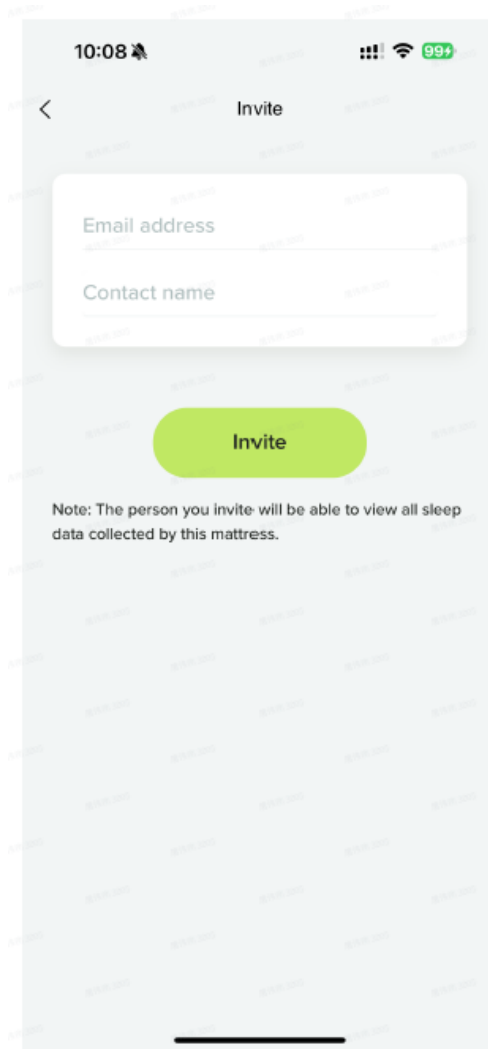 10:08
99
Invite
Email address
Contact name
Invite
Note: The person you invite will be able to view all sleep
data collected by this mattress.